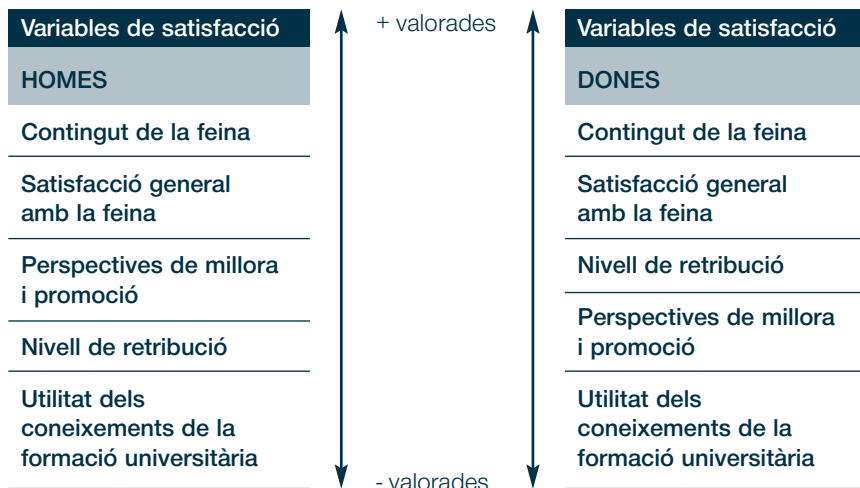 Variables de satisfacció
HOMES
Contingut de la feina
Satisfacció general
amb la feina
Perspectives de millora
i promoció
Nivell de retribució
Utilitat dels
coneixements de la
formació universitària
+ valorades
- valorades
Variables de satisfacció
DONES
Contingut de la feina
Satisfacció general
amb la feina
Nivell de retribució
Perspectives de millora
i promoció
Utilitat dels
coneixements de la
formació universitària